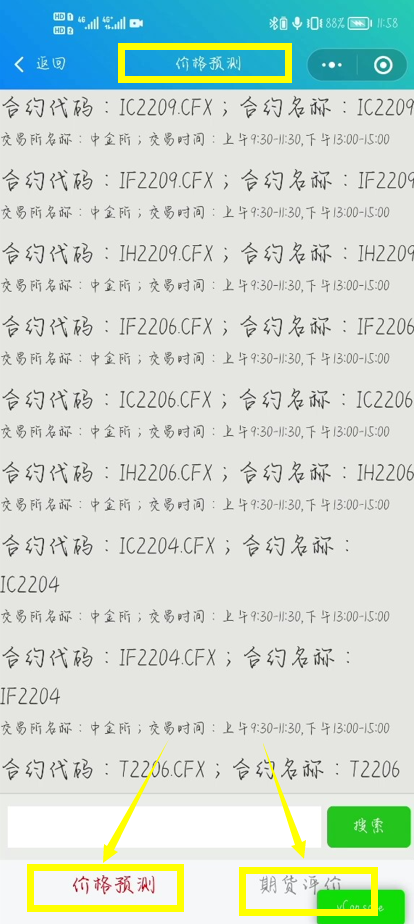 HD 1 4G 4G 88% 11:58
HD 2
返回 价格预测
合约代码：IC2209.CFX；合约名称：IC2209
交易所名称：中金所；交易时间：上午9:30-11:30,下午13:00-15:00
合约代码：IF2209.CFX；合约名称：IF2209
交易所名称：中金所；交易时间：上午9:30-11:30,下午13:00-15:00
合约代码：IH2209.CFX；合约名称：IH2209
交易所名称：中金所；交易时间：上午9:30-11:30,下午13:00-15:00
合约代码：IF2206.CFX；合约名称：IF2206
交易所名称：中金所；交易时间：上午9:30-11:30,下午13:00-15:00
合约代码：IC2206.CFX；合约名称：IC2206
交易所名称：中金所；交易时间：上午9:30-11:30,下午13:00-15:00
合约代码：IH2206.CFX；合约名称：IH2206
交易所名称：中金所；交易时间：上午9:30-11:30,下午13:00-15:00
合约代码：IC2204.CFX；合约名称：
IC2204
交易所名称：中金所；交易时间：上午9:30-11:30,下午13:00-15:00
合约代码：IF2204.CFX；合约名称：
IF2204
交易所名称：中金所；交易时间：上午9:30-11:30,下午13:00-15:00
合约代码：T2206.CFX；合约名称：T2206
搜索
价格预测 期货评价
vConsole